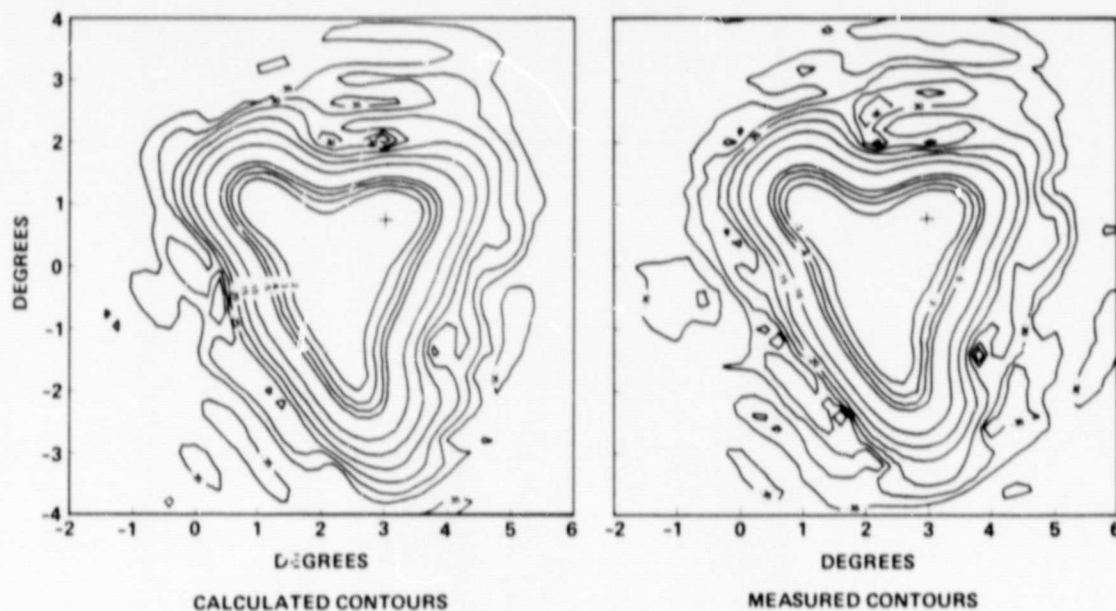 4
3
2
1
0
-1
-2
-3
-4
DEGREES
-2 -1 0 1 2 3 4 5 6
-2 -1 0 1 2 3 4 5 6
DEGREES DEGREES
CALCULATED CONTOURS MEASURED CONTOURS